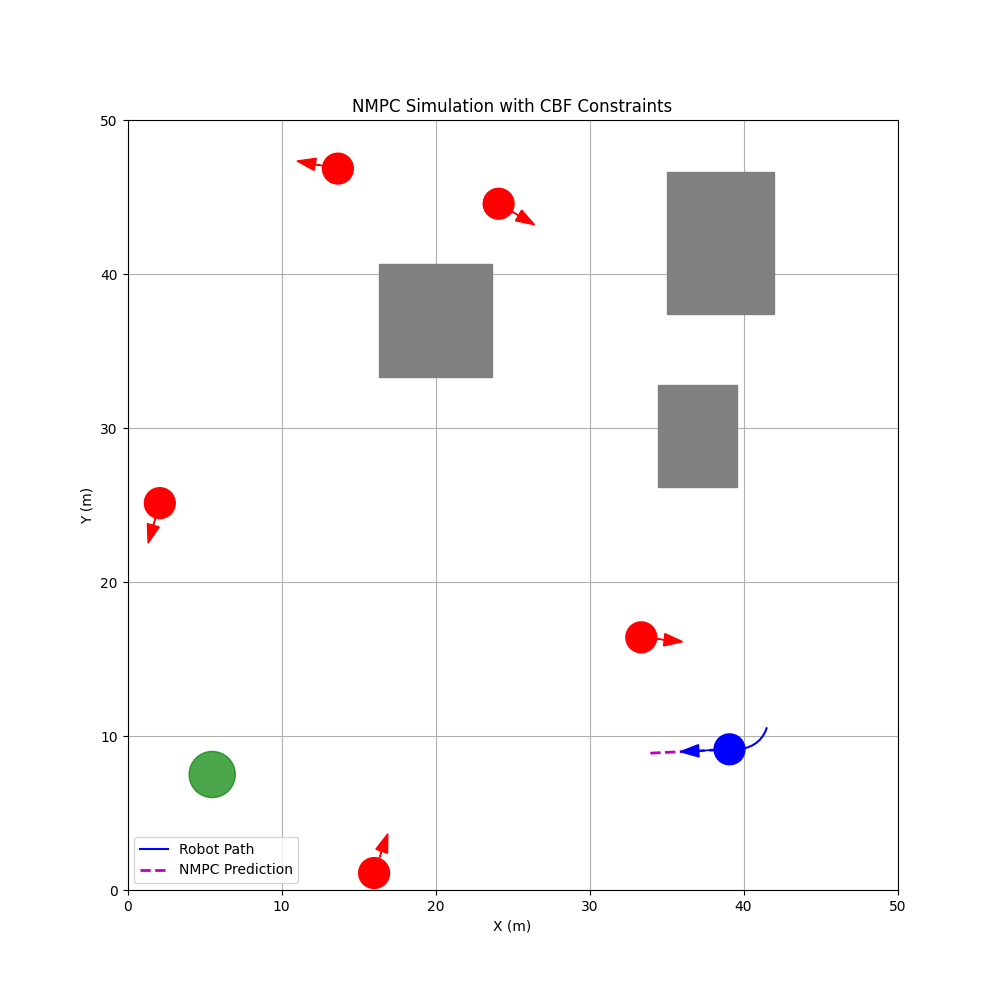 NMPC Simulation with CBF Constraints
50
40
30
20
10
0
Y (m)
Robot Path
NMPC Prediction
0 10 20 30 40 50
X (m)